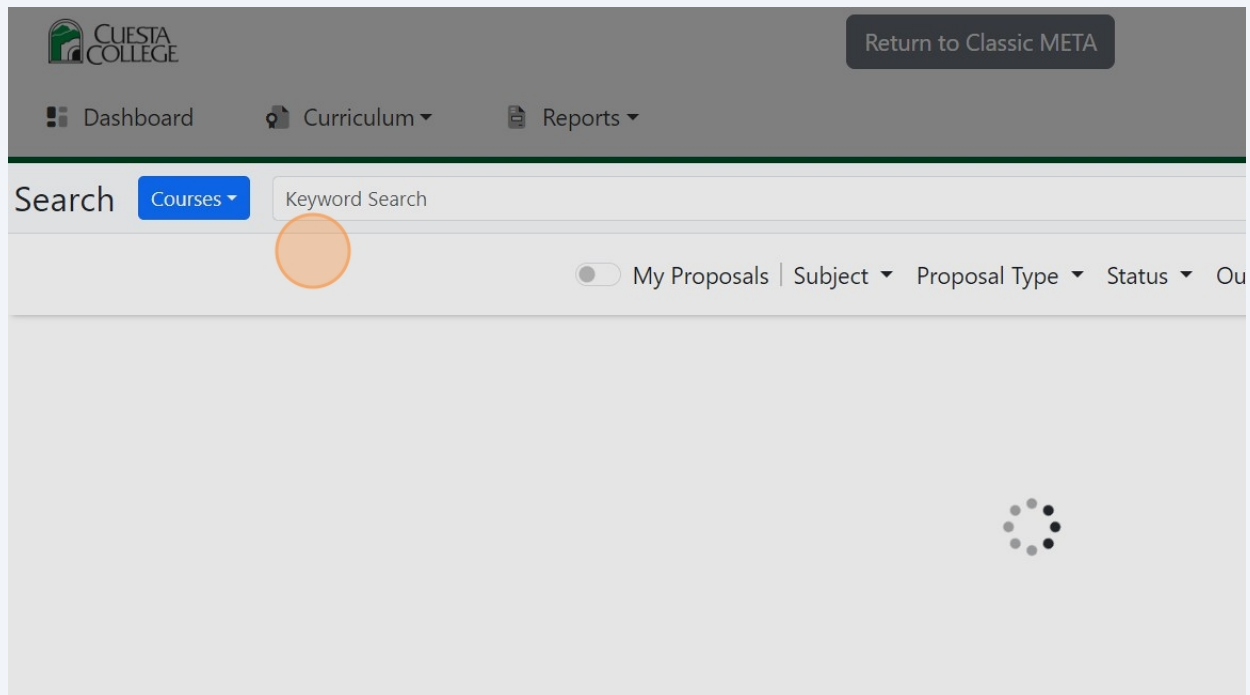 CUESTA
COLLEGE
Return to Classic META
Dashboard Curriculum Reports
Search Courses Keyword Search
My Proposals Subject Proposal Type Status Ou